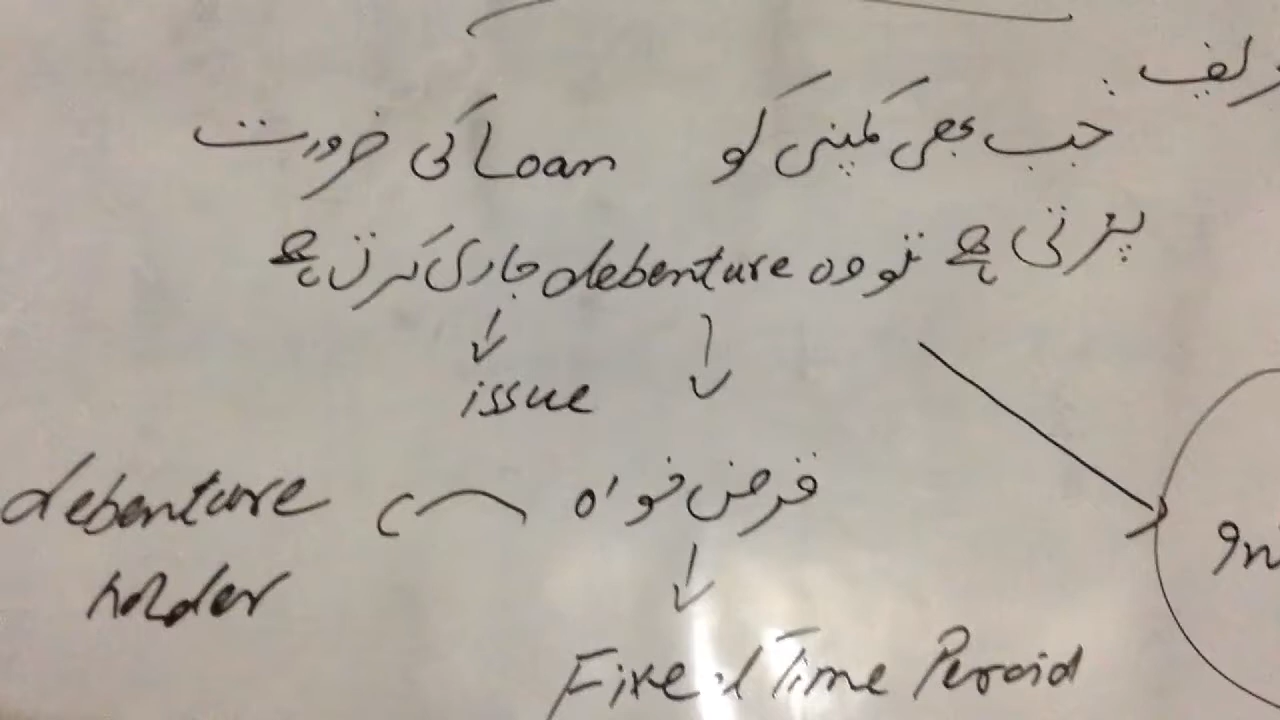 جب بھی کمپنی کو Loan کی ضرورت
پڑتی ہے تو وہ debenture جاری کرتی ہے
issue
قرض خواہ
debenture
holder
Fixed Time Peroid